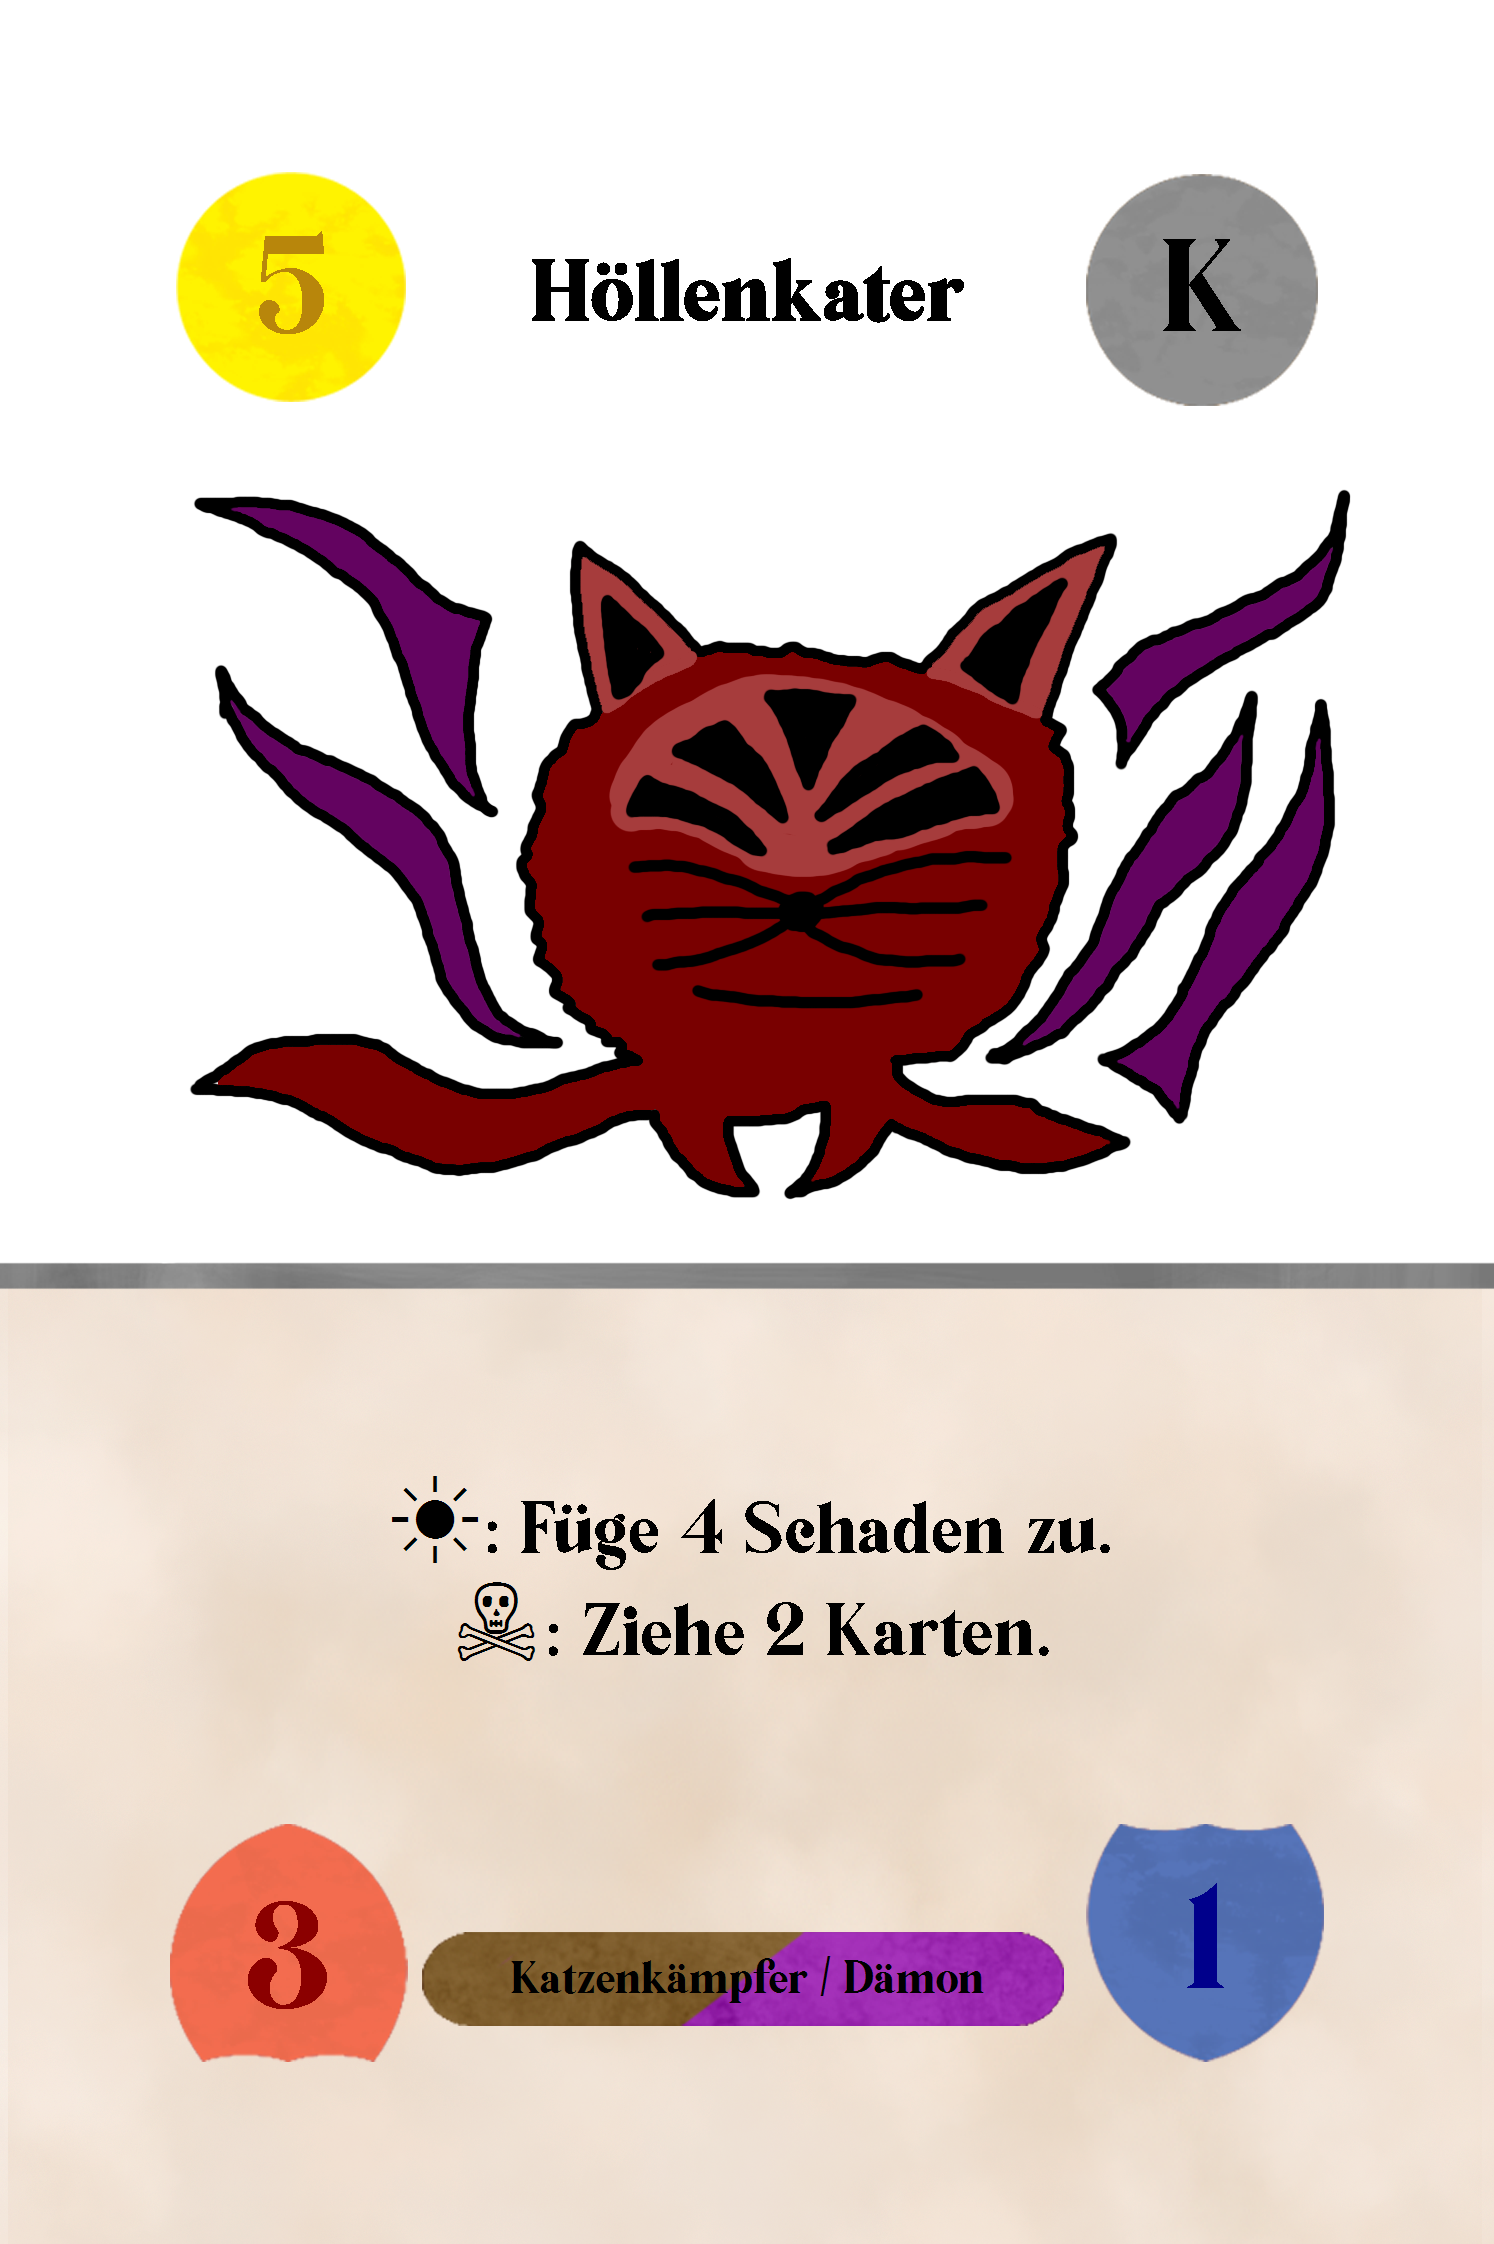 5
Höllenkater
K
☀: Füge 4 Schaden zu.
☠: Ziehe 2 Karten.
3
Katzenkämpfer / Dämon
1